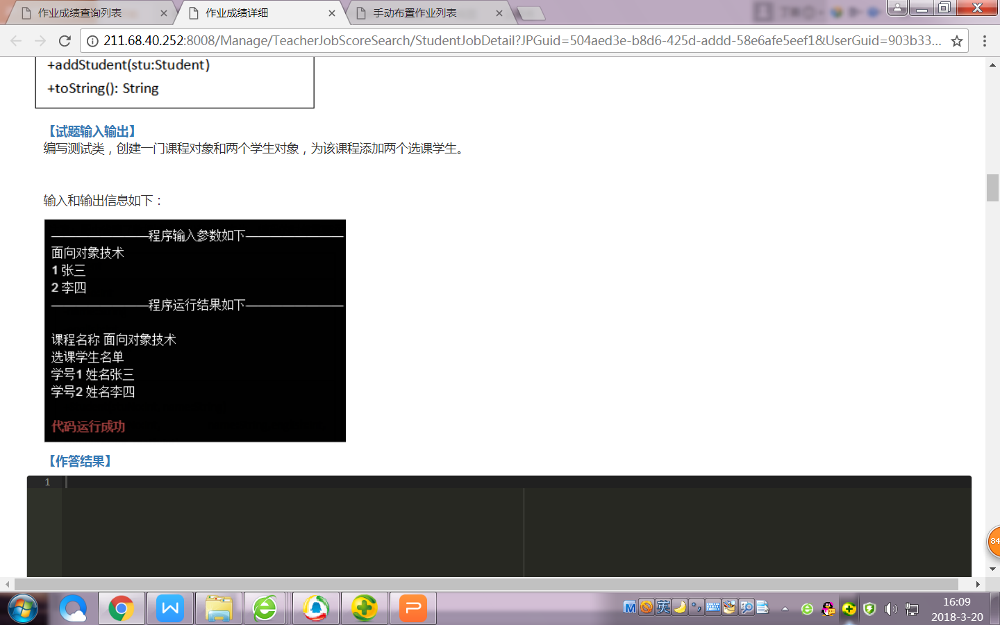 作业成绩查询列表
作业成绩详细
手动布置作业列表
211.68.40.252:8008/Manage/TeacherJobScoreSearch/StudentJobDetail?JPGuid=504aed3e-b8d6-425d-addd-58e6afe5eef1&UserGuid=903b33...
+addStudent(stu:Student)
+toString(): String
【试题输入输出】
编写测试类，创建一门课程对象和两个学生对象，为该课程添加两个选课学生。
输入和输出信息如下：
————————程序输入参数如下————————
面向对象技术
1 张三
2 李四
————————程序运行结果如下————————
课程名称 面向对象技术
选课学生名单
学号1 姓名张三
学号2 姓名李四
代码运行成功
【作答结果】
1
84
英
16:09
2018-3-20